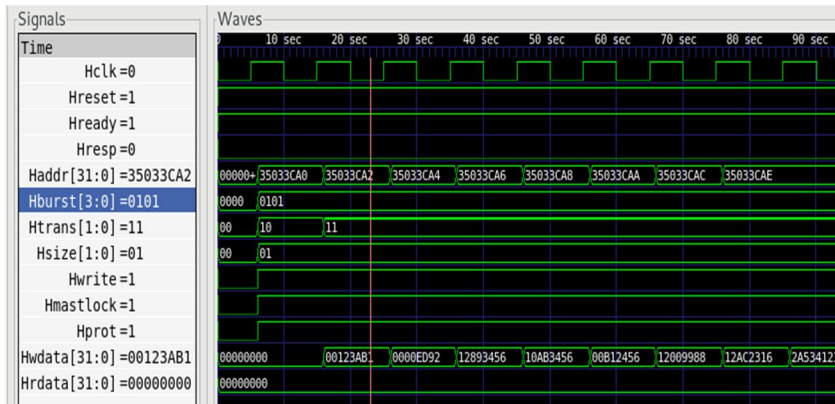 Signals
Waves
Time
0 10 sec 20 sec 30 sec 40 sec 50 sec 60 sec 70 sec 80 sec 90 sec
Hclk=0
Hreset=1
Hready=1
Hresp=0
Haddr[31:0]=35033CA2 00000+ 35033CA0 35033CA2 35033CA4 35033CA6 35033CA8 35033CAA 35033CAC 35033CAE
Hburst[3:0]=0101 0000 0101
Htrans[1:0]=11 00 10 11
Hsize[1:0]=01 00 01
Hwrite=1
Hmastlock=1
Hprot=1
Hwdata[31:0]=00123AB1 00000000 00123AB1 0000ED92 12893456 10AB3456 00B12456 12009988 12AC2316 2A53412
Hrdata[31:0]=00000000 00000000